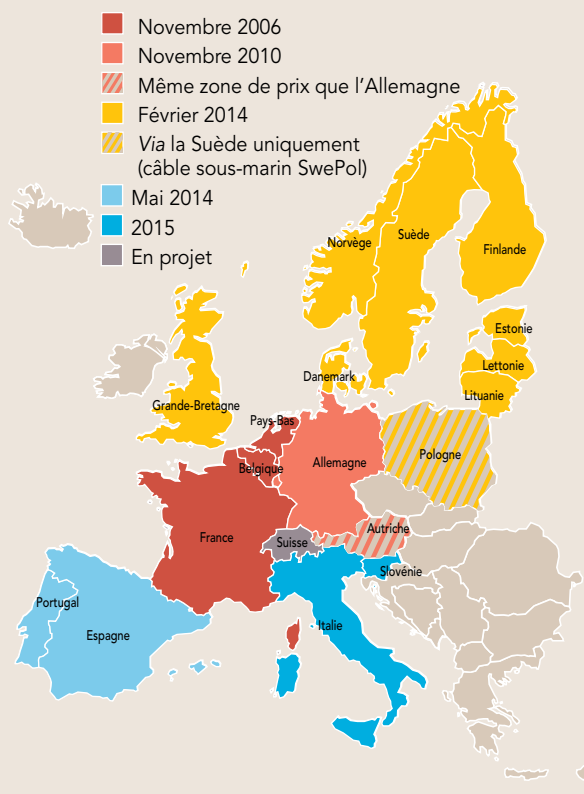 Novembre 2006
Novembre 2010
Même zone de prix que l'Allemagne
Février 2014
Via la Suède uniquement
(câble sous-marin SwePol)
Mai 2014
2015
En projet
Norvège
Suède
Finlande
Estonie
Lettonie
Lituanie
Danemark
Grande-Bretagne
Pays-Bas
Belgique
Allemagne
Pologne
France
Suisse
Autriche
Slovénie
Portugal
Espagne
Italie